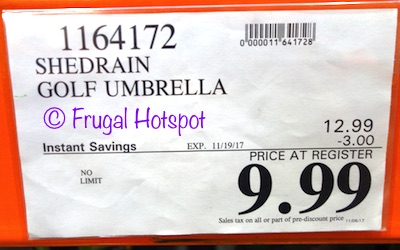 1164172
0000011641728
SHEDRAIN
GOLF UMBRELLA
© Frugal Hotspot
12.99
Instant Savings EXP. 11/19/17 -3.00
PRICE AT REGISTER
NO
LIMIT
9.99
Sales tax on all or part of pre-discount price